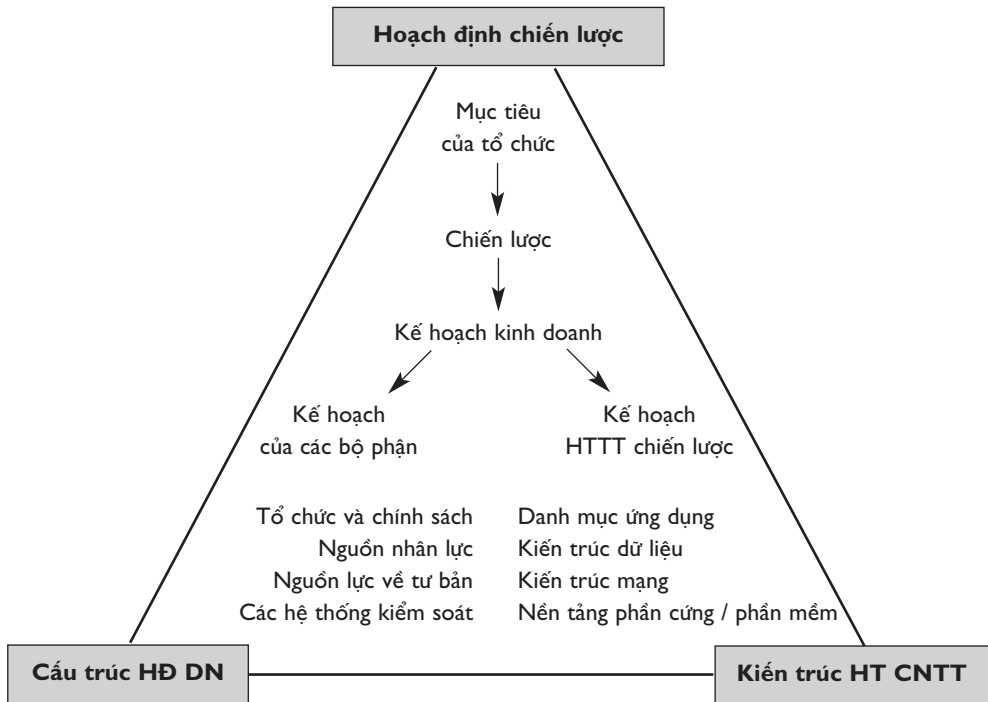 Hoạch định chiến lược
Mục tiêu
của tổ chức
Chiến lược
Kế hoạch kinh doanh
Kế hoạch
của các bộ phận
Kế hoạch
HTTT chiến lược
Tổ chức và chính sách
Nguồn nhân lực
Nguồn lực về tư bản
Các hệ thống kiểm soát
Danh mục ứng dụng
Kiến trúc dữ liệu
Kiến trúc mạng
Nền tảng phần cứng / phần mềm
Cấu trúc HĐ DN
Kiến trúc HT CNTT